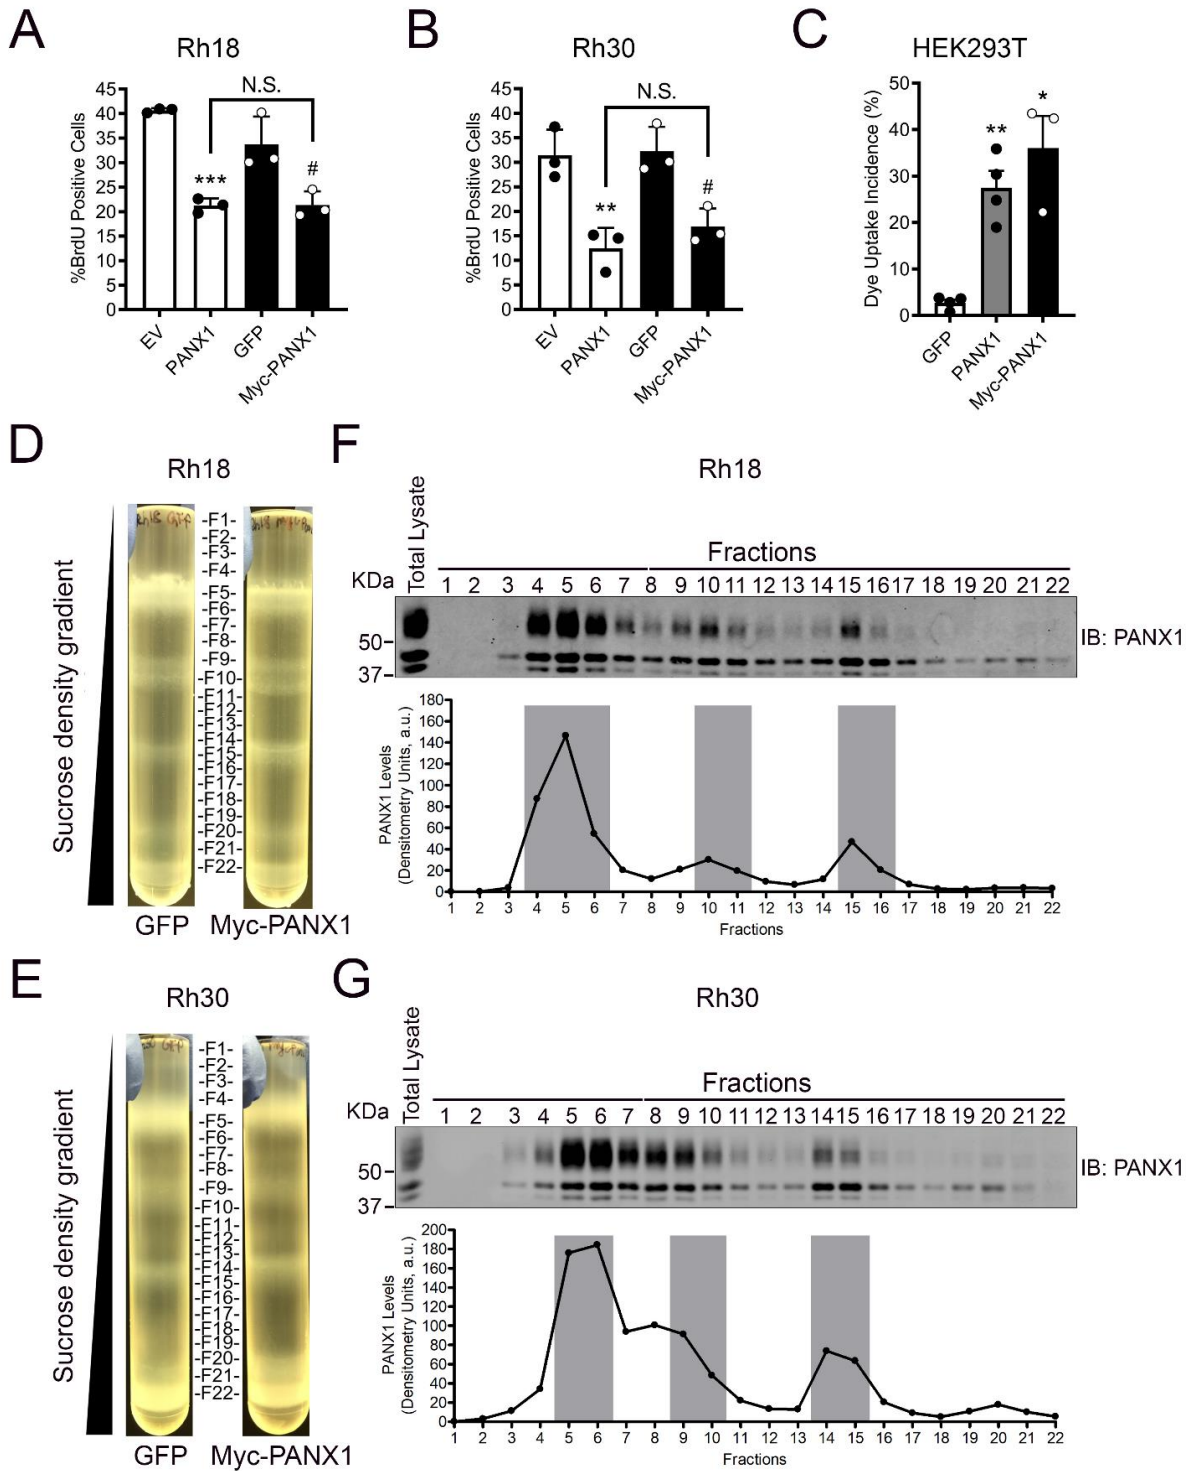 A
Rh18
N.S.
%BrdU Positive Cells
45
40
35
30
25
20
15
10
5
0
***
#
EV
PANX1
GFP
Myc-PANX1
B
Rh30
N.S.
%BrdU Positive Cells
45
40
35
30
25
20
15
10
5
0
**
#
EV
PANX1
GFP
Myc-PANX1
C
HEK293T
Dye Uptake Incidence (%)
50
40
30
20
10
0
**
*
GFP
PANX1
Myc-PANX1
D
Rh18
Sucrose density gradient
-F1-
-F2-
-F3-
-F4-
-F5-
-F6-
-F7-
-F8-
-F9-
-F10-
-F11-
-F12-
-F13-
-F14-
-F15-
-F16-
-F17-
-F18-
-F19-
-F20-
-F21-
-F22-
GFP Myc-PANX1
F
Rh18
Total Lysate
Fractions
KDa
1 2 3 4 5 6 7 8 9 10 11 12 13 14 15 16 17 18 19 20 21 22
50
37
IB: PANX1
PANX1 Levels
(Densitometry Units, a.u.)
180
160
140
120
100
80
60
40
20
0
1 2 3 4 5 6 7 8 9 10 11 12 13 14 15 16 17 18 19 20 21 22
Fractions
E
Rh30
Sucrose density gradient
-F1-
-F2-
-F3-
-F4-
-F5-
-F6-
-F7-
-F8-
-F9-
-F10-
-F11-
-F12-
-F13-
-F14-
-F15-
-F16-
-F17-
-F18-
-F19-
-F20-
-F21-
-F22-
GFP Myc-PANX1
G
Rh30
Total Lysate
Fractions
KDa
1 2 3 4 5 6 7 8 9 10 11 12 13 14 15 16 17 18 19 20 21 22
50
37
IB: PANX1
PANX1 Levels
(Densitometry Units, a.u.)
200
180
160
140
120
100
80
60
40
20
0
1 2 3 4 5 6 7 8 9 10 11 12 13 14 15 16 17 18 19 20 21 22
Fractions